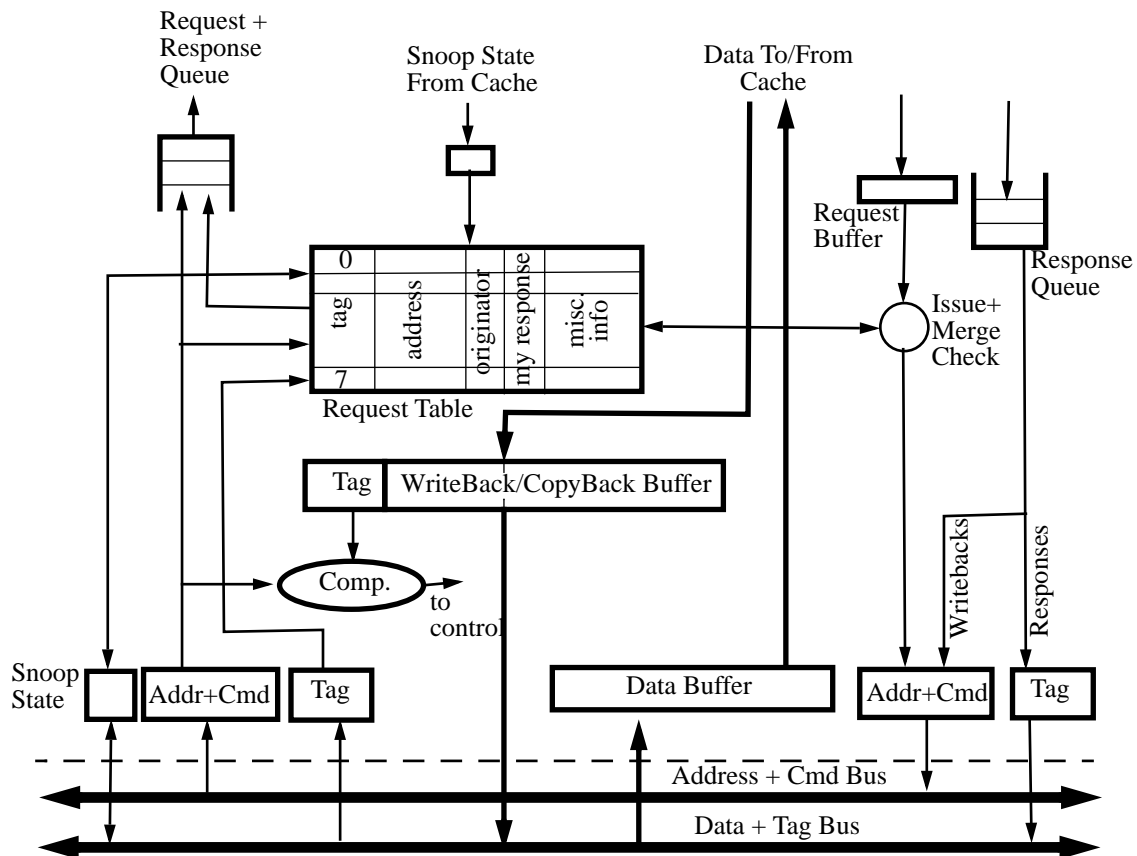 Request +
Response
Queue
Snoop State
From Cache
Data To/From
Cache
Request
Buffer
Response
Queue
Issue+
Merge
Check
0
tag
7
address
originator
my response
misc.
info
Request Table
Tag
WriteBack/CopyBack Buffer
Comp.
to
control
Writebacks
Responses
Snoop
State
Addr+Cmd
Tag
Data Buffer
Addr+Cmd
Tag
Address + Cmd Bus
Data + Tag Bus